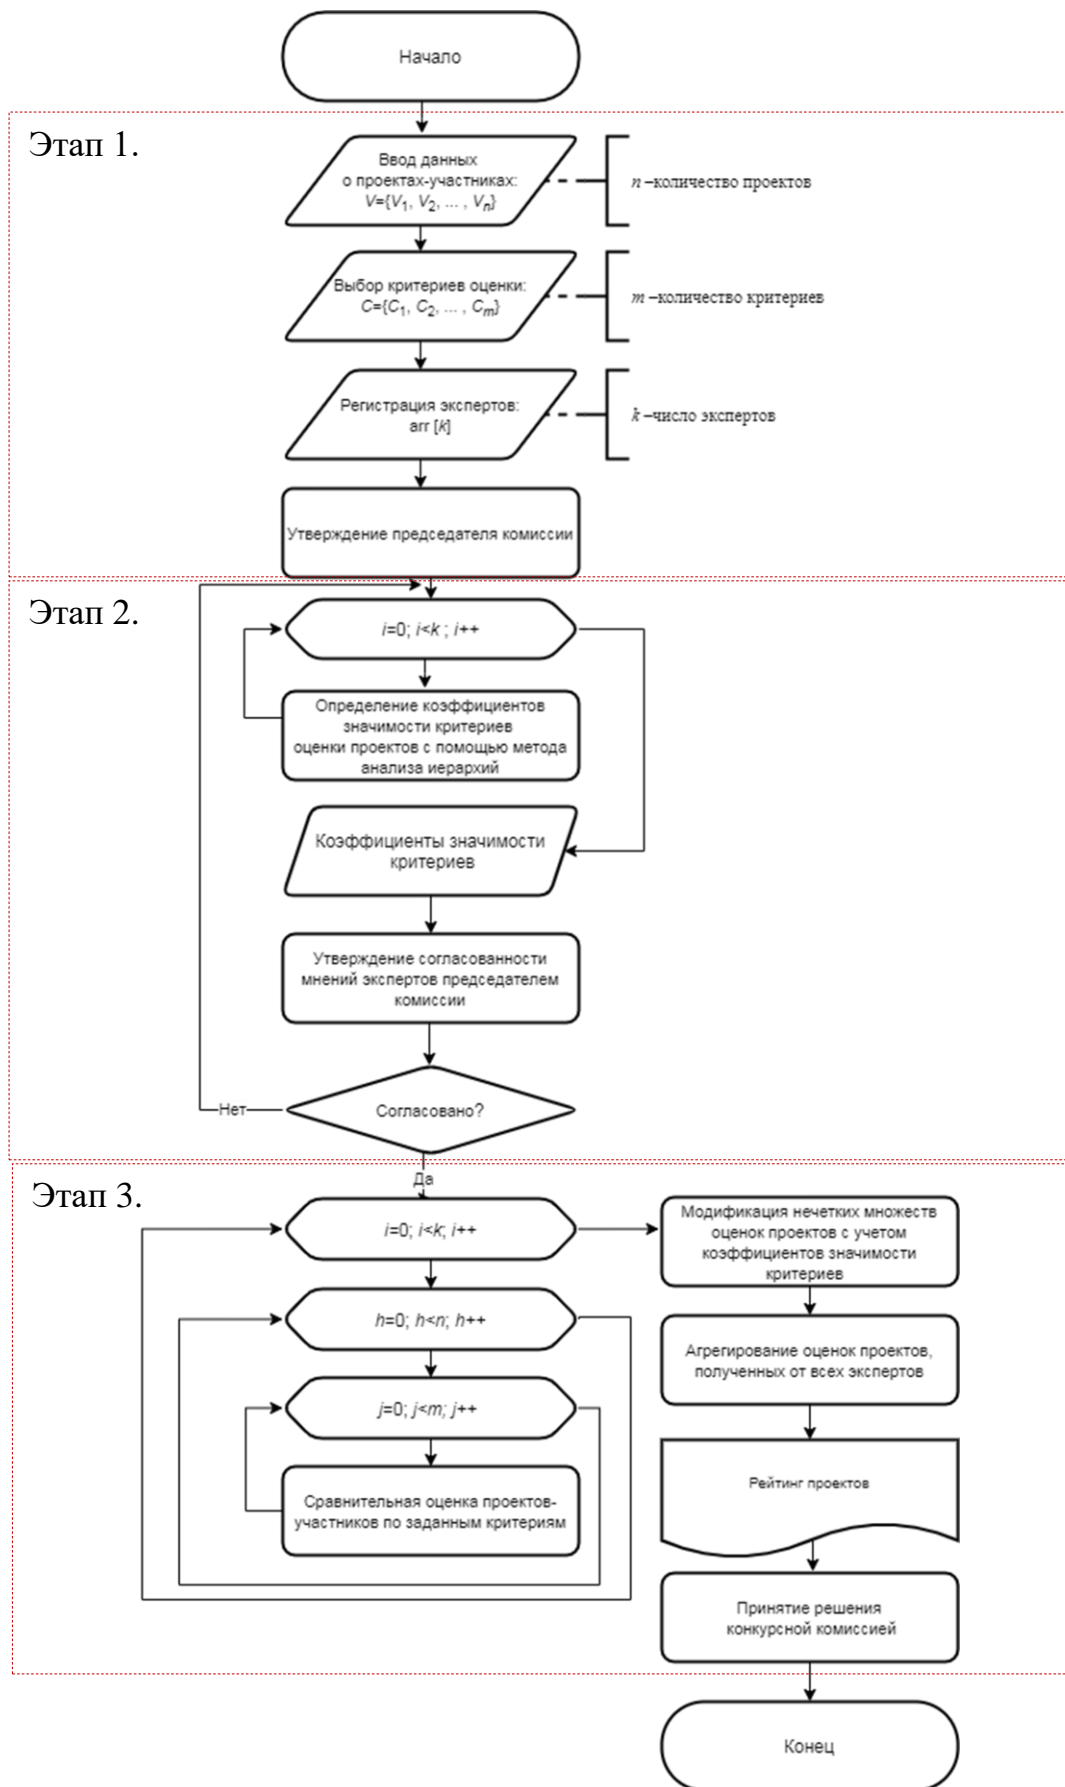 Начало
Этап 1.
Ввод данных
о проектах-участниках:
V={V1, V2, ... , Vn}
n –количество проектов
Выбор критериев оценки:
C={C1, C2, ... , Cm}
m –количество критериев
Регистрация экспертов:
arr [k]
k –число экспертов
Утверждение председателя комиссии
Этап 2.
i=0; i<k ; i++
Определение коэффициентов
значимости критериев
оценки проектов с помощью метода
анализа иерархий
Коэффициенты значимости
критериев
Утверждение согласованности
мнений экспертов председателем
комиссии
Согласовано?
Нет
Да
Этап 3.
i=0; i<k; i++
h=0; h<n; h++
j=0; j<m; j++
Сравнительная оценка проектов-
участников по заданным критериям
Модификация нечетких множеств
оценок проектов с учетом
коэффициентов значимости
критериев
Агрегирование оценок проектов,
полученных от всех экспертов
Рейтинг проектов
Принятие решения
конкурсной комиссией
Конец